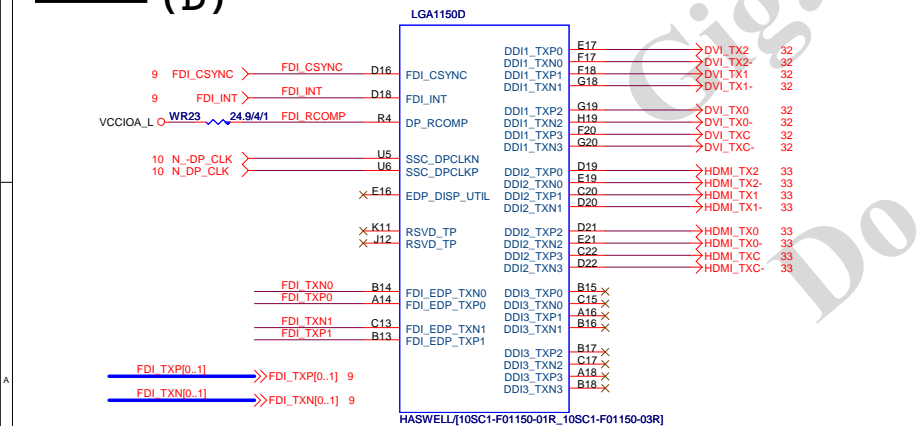 (D)
LGA1150D
9 FDI_CSYNC FDI_CSYNC D16 FDI_CSYNC
9 FDI_INT FDI_INT D18 FDI_INT
VCCIOA_L WR23 24.9/4/1 FDI_RCOMP R4 DP_RCOMP
10 N_-DP_CLK U5 SSC_DPCLKN
10 N_DP_CLK U6 SSC_DPCLKP
E16 EDP_DISP_UTIL
K11 RSVD_TP
J12 RSVD_TP
FDI_TXN0 B14 FDI_EDP_TXN0
FDI_TXP0 A14 FDI_EDP_TXP0
FDI_TXN1 C13 FDI_EDP_TXN1
FDI_TXP1 B13 FDI_EDP_TXP1
DDI1_TXP0 E17 DVI_TX2 32
DDI1_TXN0 F17 DVI_TX2- 32
DDI1_TXP1 F18 DVI_TX1 32
DDI1_TXN1 G18 DVI_TX1- 32
DDI1_TXP2 G19 DVI_TX0 32
DDI1_TXN2 H19 DVI_TX0- 32
DDI1_TXP3 F20 DVI_TXC 32
DDI1_TXN3 G20 DVI_TXC- 32
DDI2_TXP0 D19 HDMI_TX2 33
DDI2_TXN0 E19 HDMI_TX2- 33
DDI2_TXP1 C20 HDMI_TX1 33
DDI2_TXN1 D20 HDMI_TX1- 33
DDI2_TXP2 D21 HDMI_TX0 33
DDI2_TXN2 E21 HDMI_TX0- 33
DDI2_TXP3 C22 HDMI_TXC 33
DDI2_TXN3 D22 HDMI_TXC- 33
DDI3_TXP0 B15
DDI3_TXN0 C15
DDI3_TXP1 A16
DDI3_TXN1 B16
DDI3_TXP2 B17
DDI3_TXN2 C17
DDI3_TXP3 A18
DDI3_TXN3 B18
FDI_TXP[0..1] FDI_TXP[0..1] 9
FDI_TXN[0..1] FDI_TXN[0..1] 9
A
HASWELL/[10SC1-F01150-01R_10SC1-F01150-03R]
Do